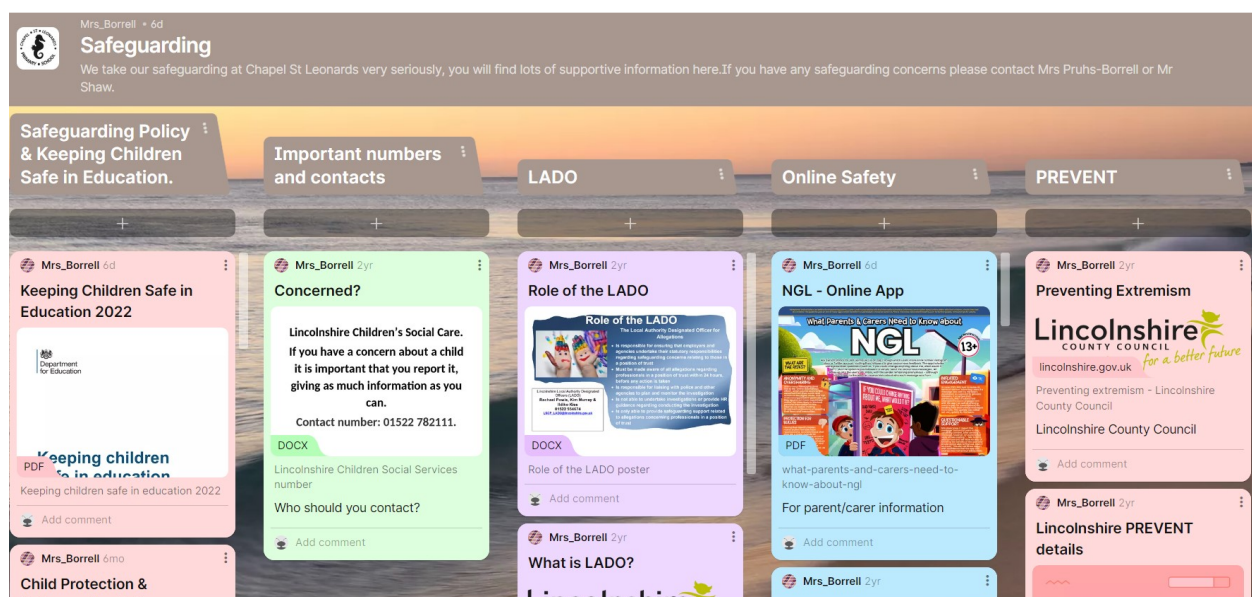 Mrs_Borrell • 6d
Safeguarding
We take our safeguarding at Chapel St Leonards very seriously, you will find lots of supportive information here.If you have any safeguarding concerns please contact Mrs Pruhs-Borrell or Mr
Shaw.
Safeguarding Policy
& Keeping Children
Safe in Education.
Important numbers
and contacts
LADO
Online Safety
PREVENT
Mrs_Borrell 6d
Keeping Children Safe in
Education 2022
Department
for Education
Keeping children
safe in education
PDF
Keeping children safe in education 2022
Add comment
Mrs_Borrell 6mo
Child Protection &
Mrs_Borrell 2yr
Concerned?
Lincolnshire Children's Social Care.
If you have a concern about a child
it is important that you report it,
giving as much information as you
can.
Contact number: 01522 782111.
DOCX
Lincolnshire Children Social Services
number
Who should you contact?
Add comment
Mrs_Borrell 2yr
Role of the LADO
Role of the LADO
The Local Authority Designated Officer for
Allegations
DOCX
Role of the LADO poster
Add comment
Mrs_Borrell 2yr
What is LADO?
Mrs_Borrell 6d
NGL - Online App
What Parents & Carers Need to Know about
NGL
13+
PDF
what-parents-and-carers-need-to-
know-about-ngl
For parent/carer information
Add comment
Mrs_Borrell 2yr
Mrs_Borrell 2yr
Preventing Extremism
Lincolnshire
COUNTY COUNCIL
for a better future
lincolnshire.gov.uk
Preventing extremism - Lincolnshire
County Council
Lincolnshire County Council
Add comment
Mrs_Borrell 2yr
Lincolnshire PREVENT
details